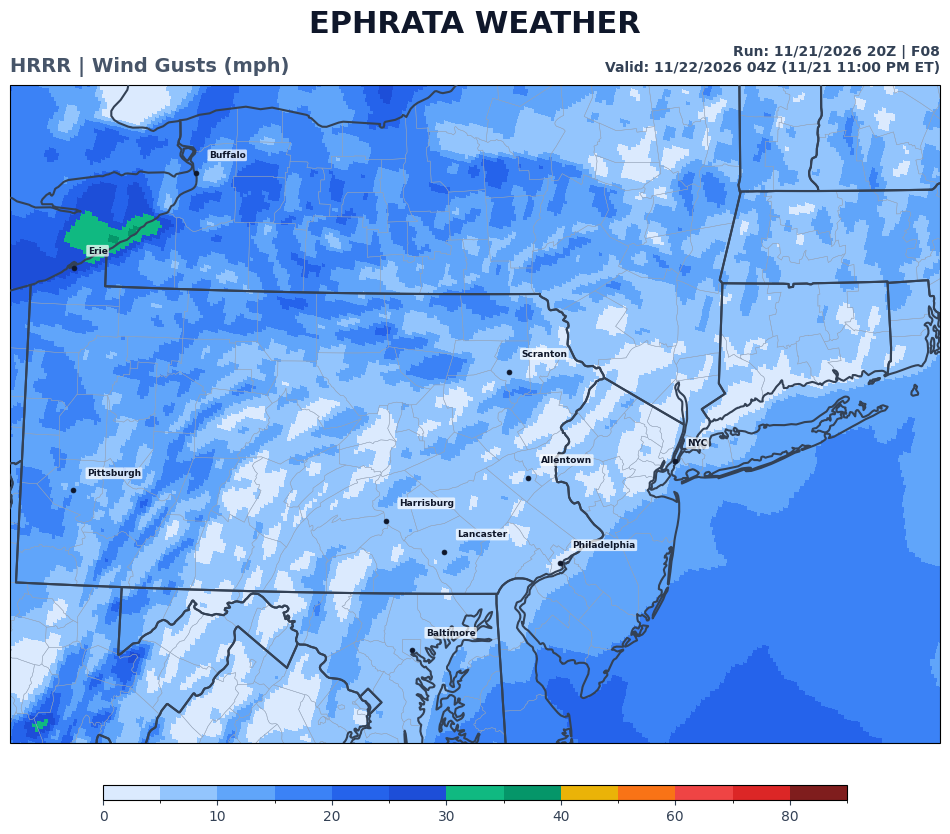 EPHRATA WEATHER
HRRR | Wind Gusts (mph)
Run: 11/21/2026 20Z | F08
Valid: 11/22/2026 04Z (11/21 11:00 PM ET)
Buffalo
Erie
Scranton
NYC
Allentown
Pittsburgh
Harrisburg
Lancaster
Philadelphia
Baltimore
0 10 20 30 40 60 80